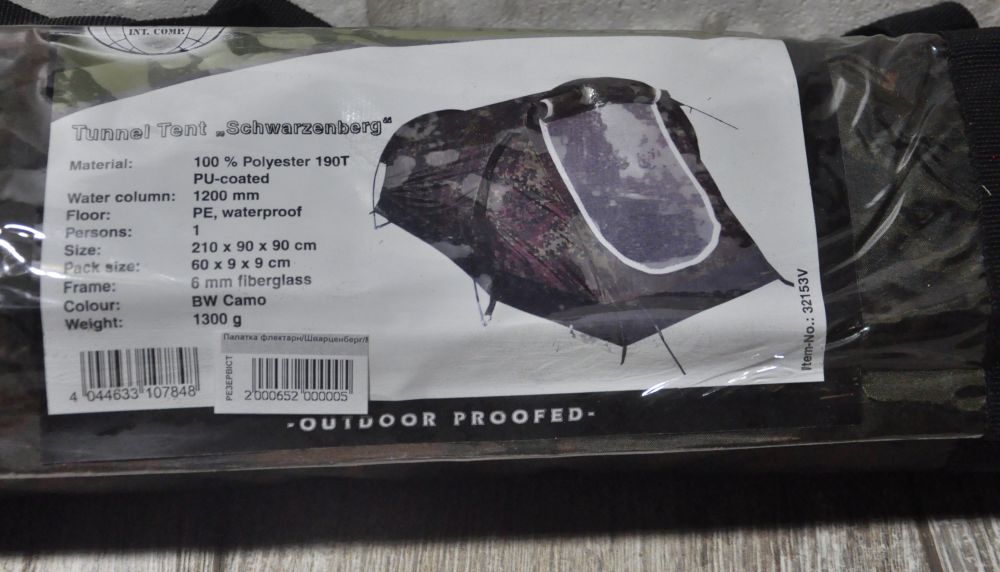 INT. COMP.
Tunnel Tent „Schwarzenberg“
Material: 100 % Polyester 190T
PU-coated
Water column: 1200 mm
Floor: PE, waterproof
Persons: 1
Size: 210 x 90 x 90 cm
Pack size: 60 x 9 x 9 cm
Frame: 6 mm fiberglass
Colour: BW Camo
Weight: 1300 g
Item-No.: 32153V
4 044633 107848
Палатка флектарн/Шварценберг/
РЕЗЕРВІСТ
2000652 000005
-OUTDOOR PROOFED-